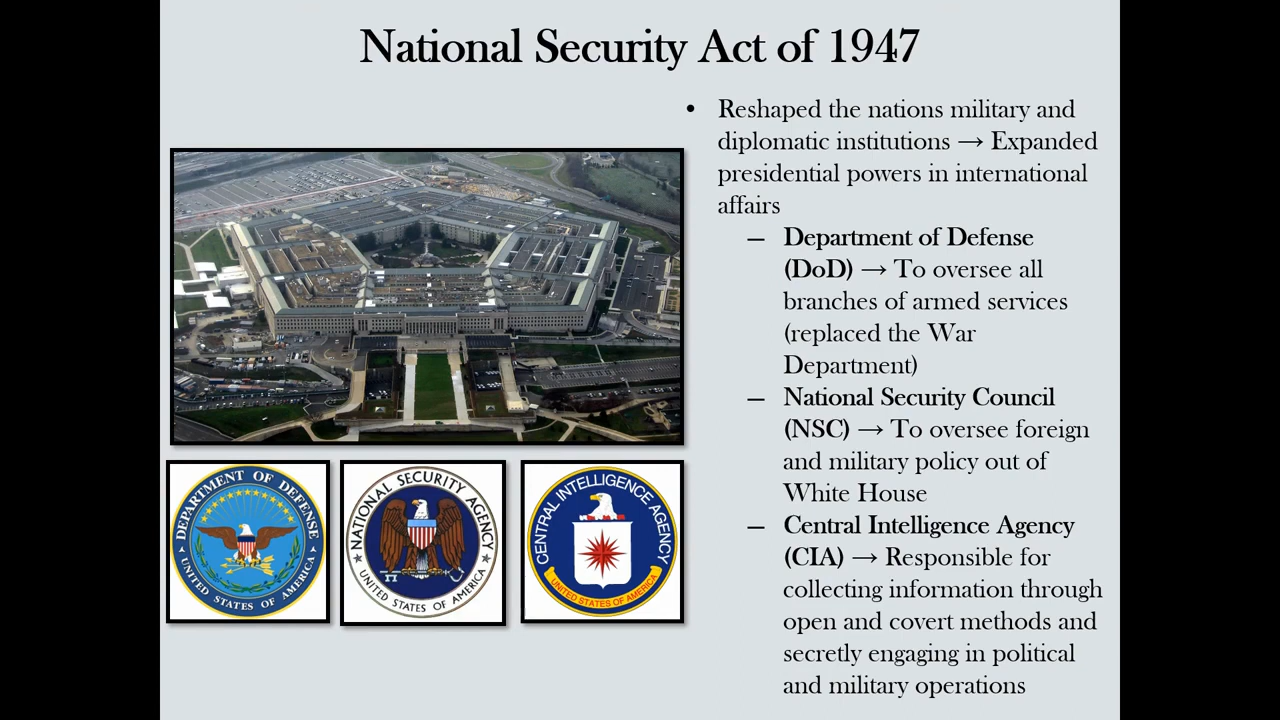 National Security Act of 1947
• Reshaped the nations military and
diplomatic institutions → Expanded
presidential powers in international
affairs
– Department of Defense
(DoD) → To oversee all
branches of armed services
(replaced the War
Department)
– National Security Council
(NSC) → To oversee foreign
and military policy out of
White House
– Central Intelligence Agency
(CIA) → Responsible for
collecting information through
open and covert methods and
secretly engaging in political
and military operations
DEPARTMENT OF DEFENSE
UNITED STATES OF AMERICA
NATIONAL SECURITY AGENCY
UNITED STATES OF AMERICA
CENTRAL INTELLIGENCE AGENCY
UNITED STATES OF AMERICA